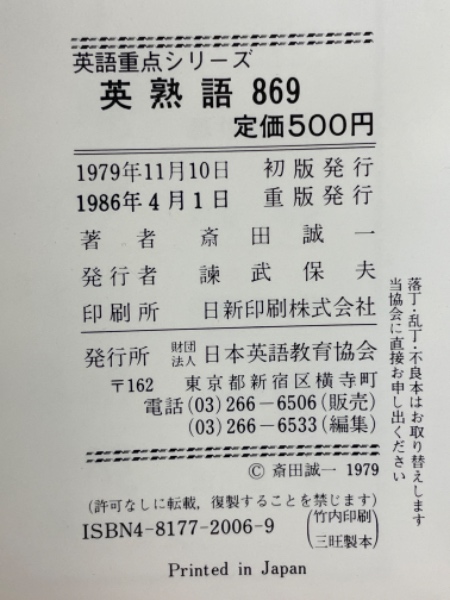 英語重点シリーズ
英熟語 869
定価500円
1979年11月10日 初版発行
1986年4月1日 重版発行
著者 斎田誠一
発行者 諫武保夫
印刷所 日新印刷株式会社
発行所 財団法人 日本英語教育協会
〒162 東京都新宿区横寺町
電話(03)266-6506(販売)
(03)266-6533(編集)
© 斎田誠一 1979
(許可なしに転載,複製することを禁じます)
ISBN4-8177-2006-9 (竹内印刷
三旺製本)
Printed in Japan
落丁・乱丁・不良本はお取り替えします
当協会に直接お申し出ください